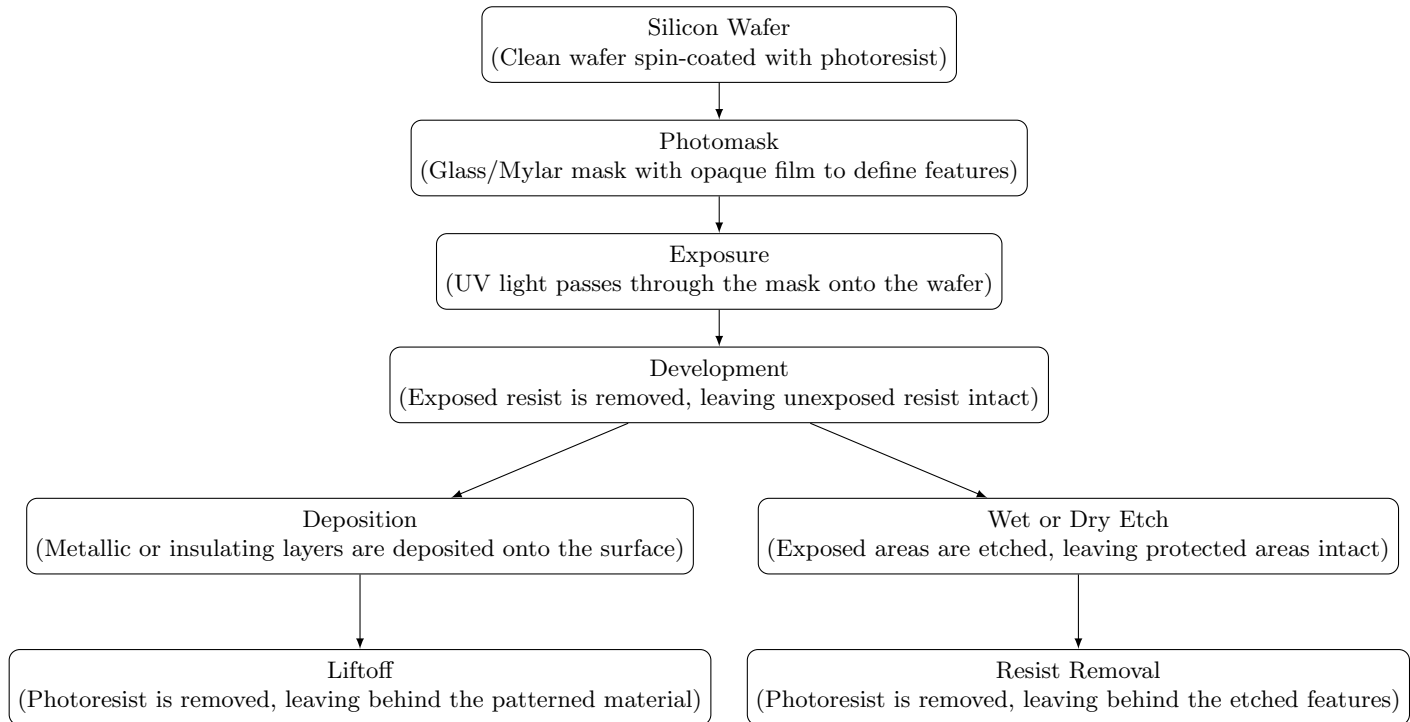 Silicon Wafer
(Clean wafer spin-coated with photoresist)
Photomask
(Glass/Mylar mask with opaque film to define features)
Exposure
(UV light passes through the mask onto the wafer)
Development
(Exposed resist is removed, leaving unexposed resist intact)
Deposition
(Metallic or insulating layers are deposited onto the surface)
Wet or Dry Etch
(Exposed areas are etched, leaving protected areas intact)
Liftoff
(Photoresist is removed, leaving behind the patterned material)
Resist Removal
(Photoresist is removed, leaving behind the etched features)